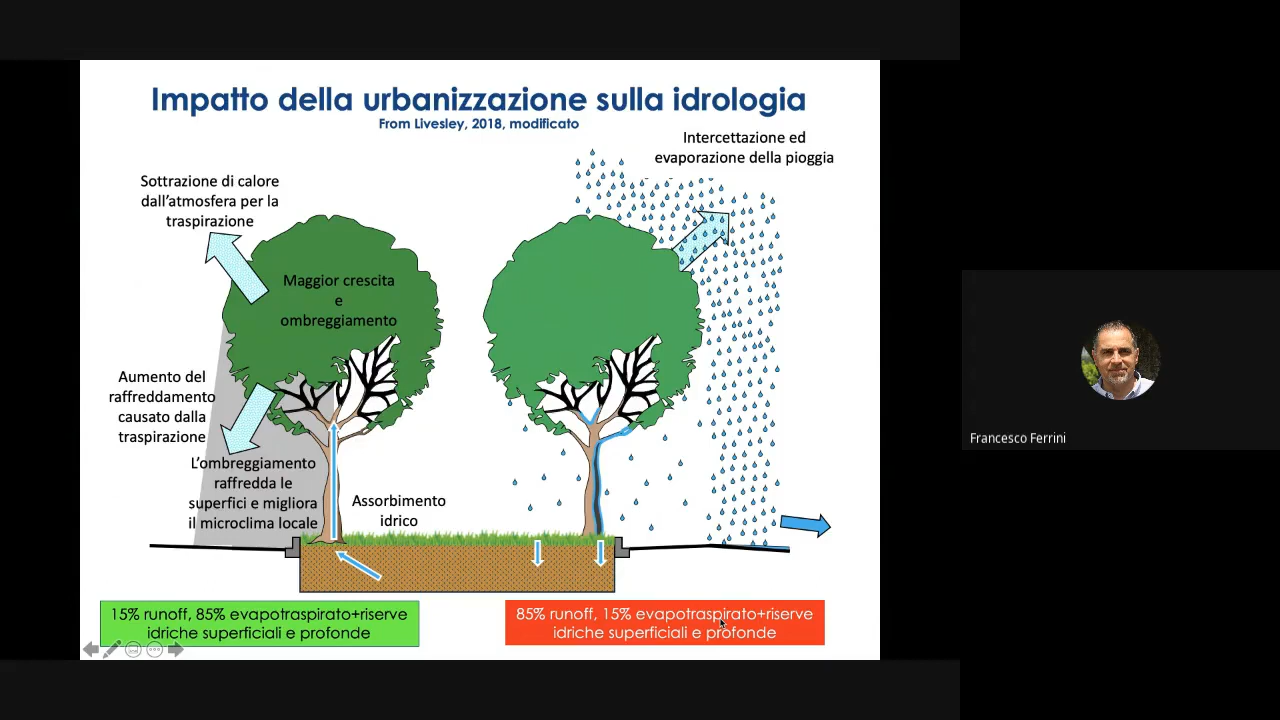 Impatto della urbanizzazione sulla idrologia
From Livesley, 2018, modificato
Intercettazione ed
evaporazione della pioggia
Sottrazione di calore
dall'atmosfera per la
traspirazione
Maggior crescita
e
ombreggiamento
Aumento del
raffreddamento
causato dalla
traspirazione
L'ombreggiamento
raffredda le
superfici e migliora
il microclima locale
Assorbimento
idrico
15% runoff, 85% evapotraspirato+riserve
idriche superficiali e profonde
85% runoff, 15% evapotraspirato+riserve
idriche superficiali e profonde
Francesco Ferrini